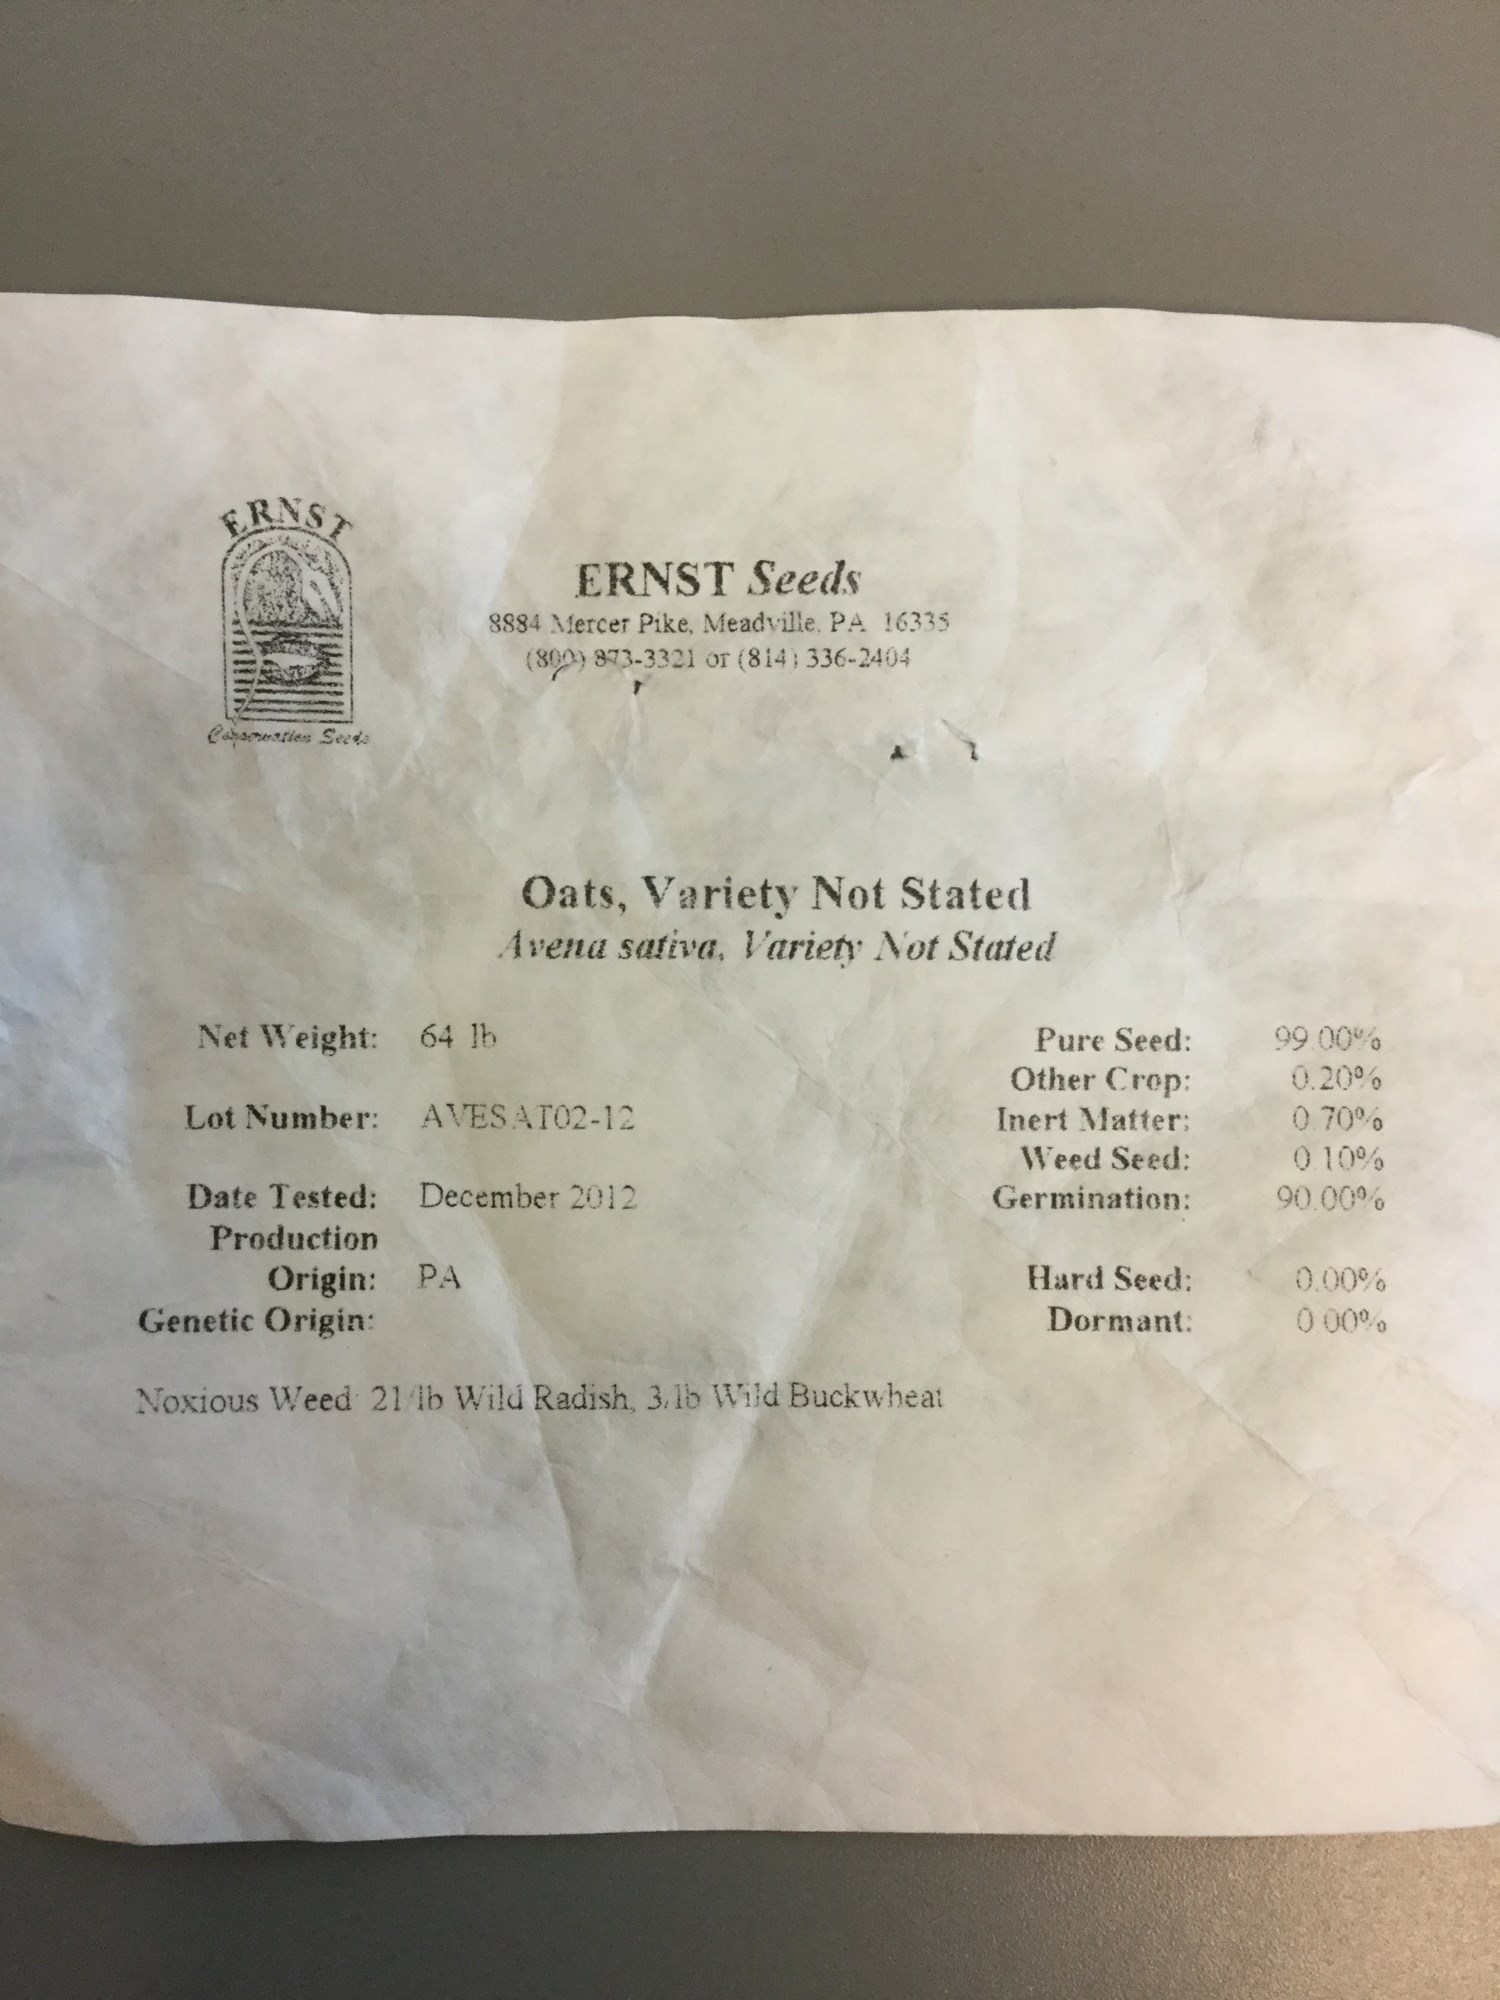 ERNST
Conservation Seeds
ERNST Seeds
8884 Mercer Pike, Meadville, PA 16335
(800) 873-3321 or (814) 336-2404
Oats, Variety Not Stated
Avena sativa, Variety Not Stated
Net Weight: 64 lb
Lot Number: AVESAT02-12
Date Tested: December 2012
Production
Origin: PA
Genetic Origin:
Pure Seed: 99.00%
Other Crop: 0.20%
Inert Matter: 0.70%
Weed Seed: 0.10%
Germination: 90.00%
Hard Seed: 0.00%
Dormant: 0.00%
Noxious Weed: 21/lb Wild Radish, 3/lb Wild Buckwheat